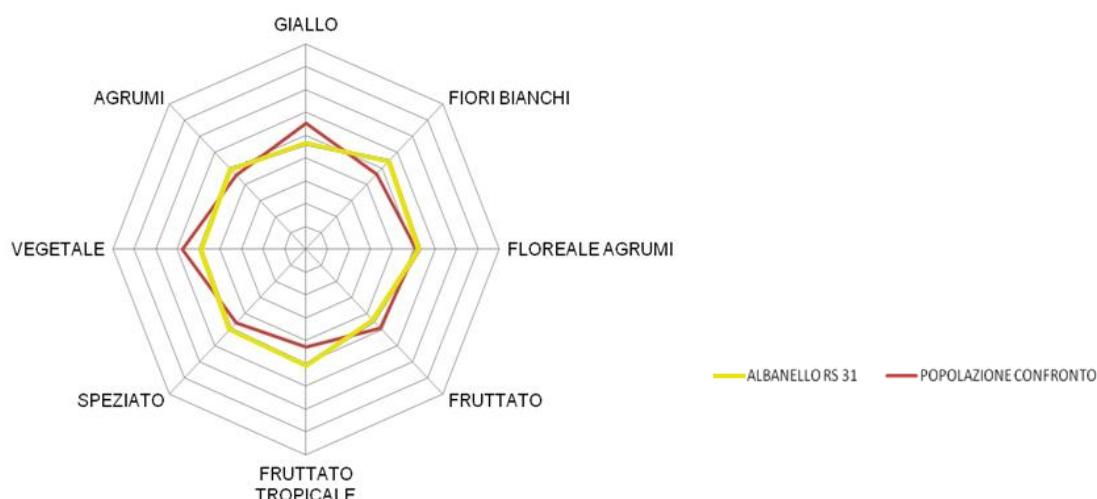 GIALLO
AGRUMI
FIORI BIANCHI
VEGETALE
FLOREALE AGRUMI
ALBANELLO RS 31
POPOLAZIONE CONFRONTO
SPEZIATO
FRUTTATO
FRUTTATO
TROPICALE